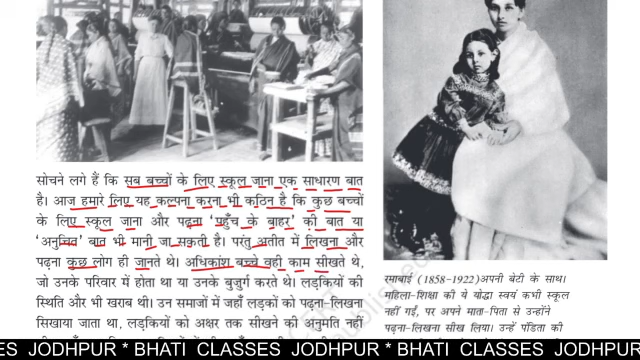 सोचने लगे हैं कि सब बच्चों के लिए स्कूल जाना एक साधारण बात
है। आज हमारे लिए यह कल्पना करना भी कठिन है कि कुछ बच्चों
के लिए स्कूल जाना और पढ़ना 'पहुँच के बाहर' की बात या
'अनुचित' बात भी मानी जा सकती है। परंतु अतीत में लिखना और
पढ़ना कुछ लोग ही जानते थे। अधिकांश बच्चे वही काम सीखते थे,
जो उनके परिवार में होता था या उनके बुज़ुर्ग करते थे। लड़कियों की
स्थिति और भी खराब थी। उन समाजों में जहाँ लड़कों को पढ़ना-लिखना
सिखाया जाता था, लड़कियों को अक्षर तक सीखने की अनुमति नहीं
रमाबाई (1858-1922)अपनी बेटी के साथ।
महिला-शिक्षा की ये योद्धा स्वयं कभी स्कूल
नहीं गईं, पर अपने माता-पिता से उन्होंने
पढ़ना-लिखना सीख लिया। उन्हें पंडिता की
ES JODHPUR * BHATI CLASSES JODHPUR * BHATI CLASSES JODHPUR